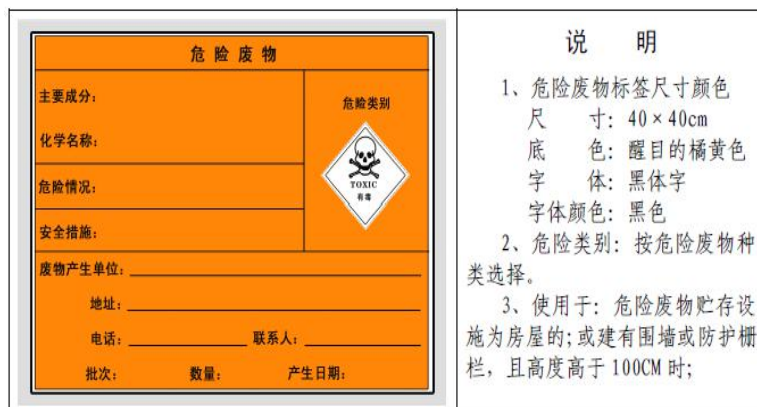 危险废物
主要成分:
化学名称:
危险情况:
安全措施:
危险类别
TOXIC
有毒
废物产生单位:
地址:
电话: 联系人:
批次: 数量: 产生日期:
说 明
1、危险废物标签尺寸颜色
尺 寸: 40×40cm
底 色: 醒目的橘黄色
字 体: 黑体字
字体颜色: 黑色
2、危险类别: 按危险废物种
类选择。
3、使用于: 危险废物贮存设
施为房屋的;或建有围墙或防护栅
栏, 且高度高于100CM时;